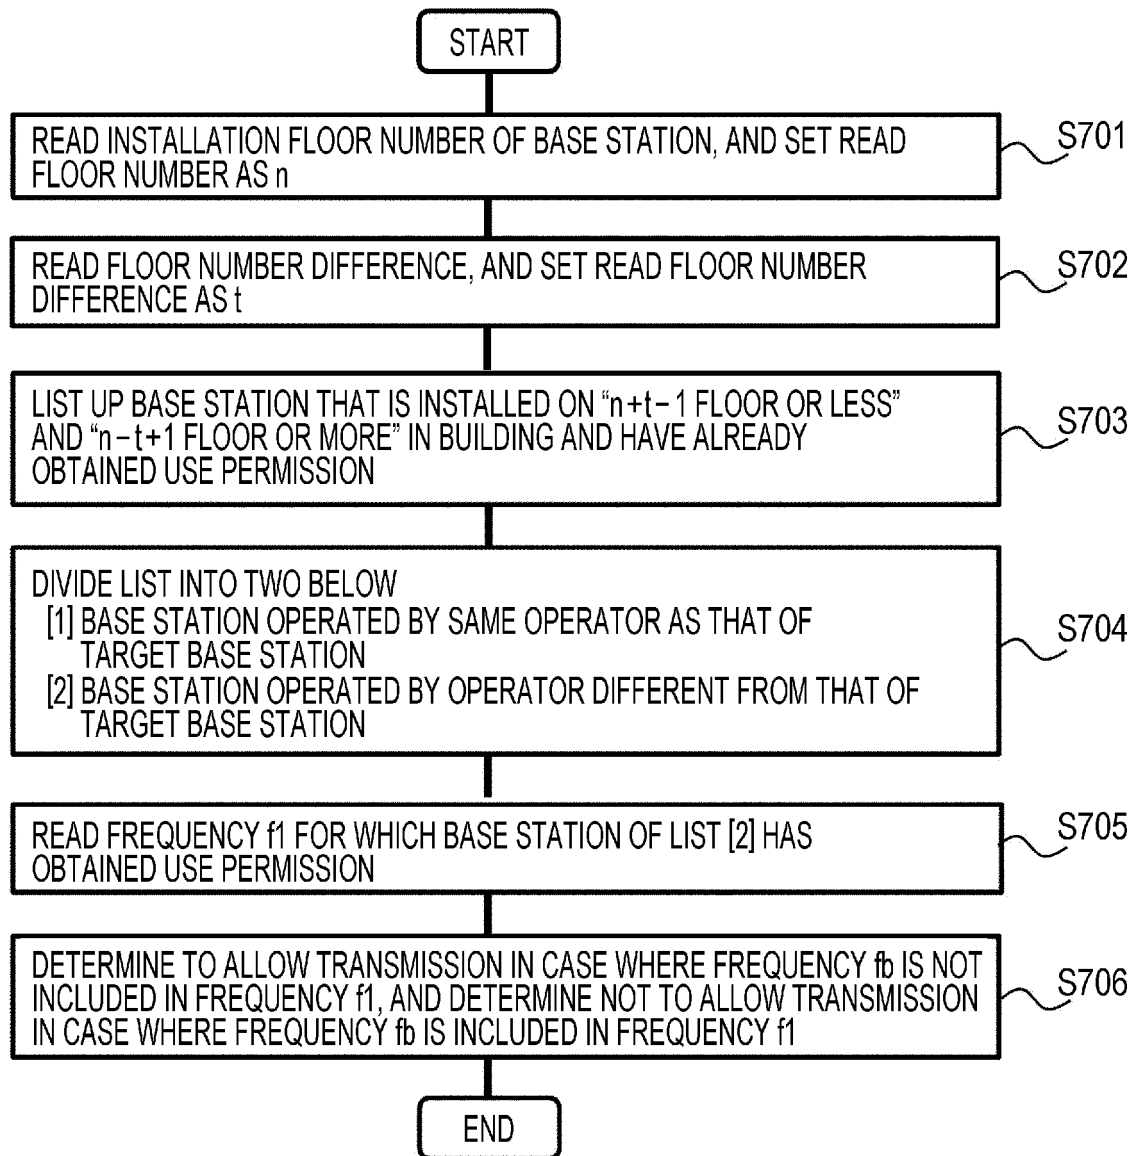 START
READ INSTALLATION FLOOR NUMBER OF BASE STATION, AND SET READ
FLOOR NUMBER AS n
S701
READ FLOOR NUMBER DIFFERENCE, AND SET READ FLOOR NUMBER
DIFFERENCE AS t
S702
LIST UP BASE STATION THAT IS INSTALLED ON “n+t−1 FLOOR OR LESS”
AND “n−t+1 FLOOR OR MORE” IN BUILDING AND HAVE ALREADY
OBTAINED USE PERMISSION
S703
DIVIDE LIST INTO TWO BELOW
[1] BASE STATION OPERATED BY SAME OPERATOR AS THAT OF
TARGET BASE STATION
[2] BASE STATION OPERATED BY OPERATOR DIFFERENT FROM THAT OF
TARGET BASE STATION
S704
READ FREQUENCY f1 FOR WHICH BASE STATION OF LIST [2] HAS
OBTAINED USE PERMISSION
S705
DETERMINE TO ALLOW TRANSMISSION IN CASE WHERE FREQUENCY fb IS NOT
INCLUDED IN FREQUENCY f1, AND DETERMINE NOT TO ALLOW TRANSMISSION
IN CASE WHERE FREQUENCY fb IS INCLUDED IN FREQUENCY f1
S706
END